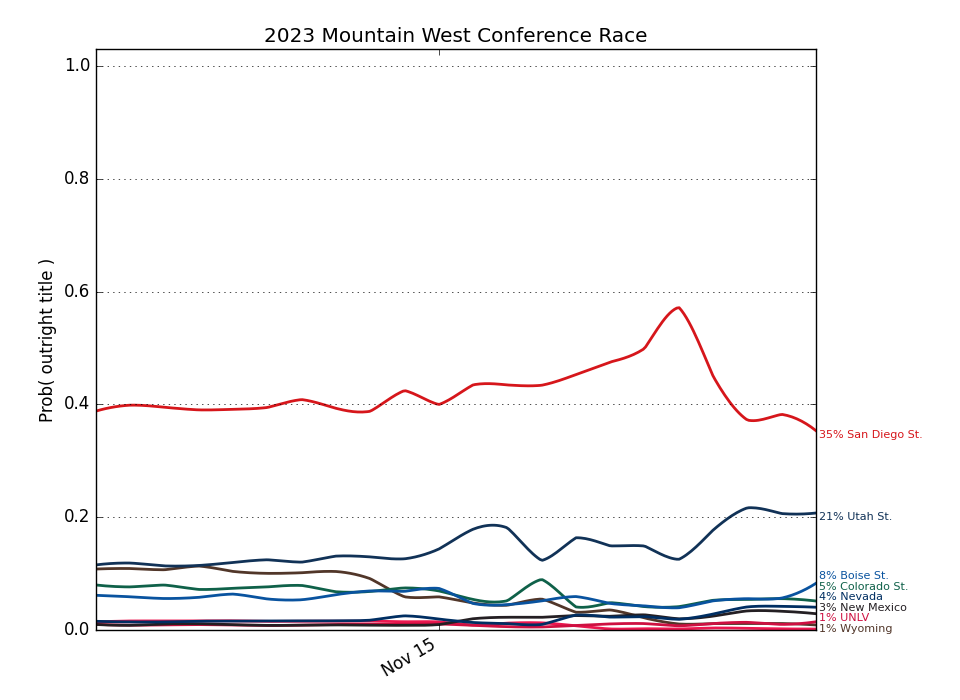 2023 Mountain West Conference Race
Prob( outright title )
1.0
0.8
0.6
0.4
0.2
0.0
Nov 15
35% San Diego St.
21% Utah St.
8% Boise St.
5% Colorado St.
4% Nevada
3% New Mexico
1% UNLV
1% Wyoming